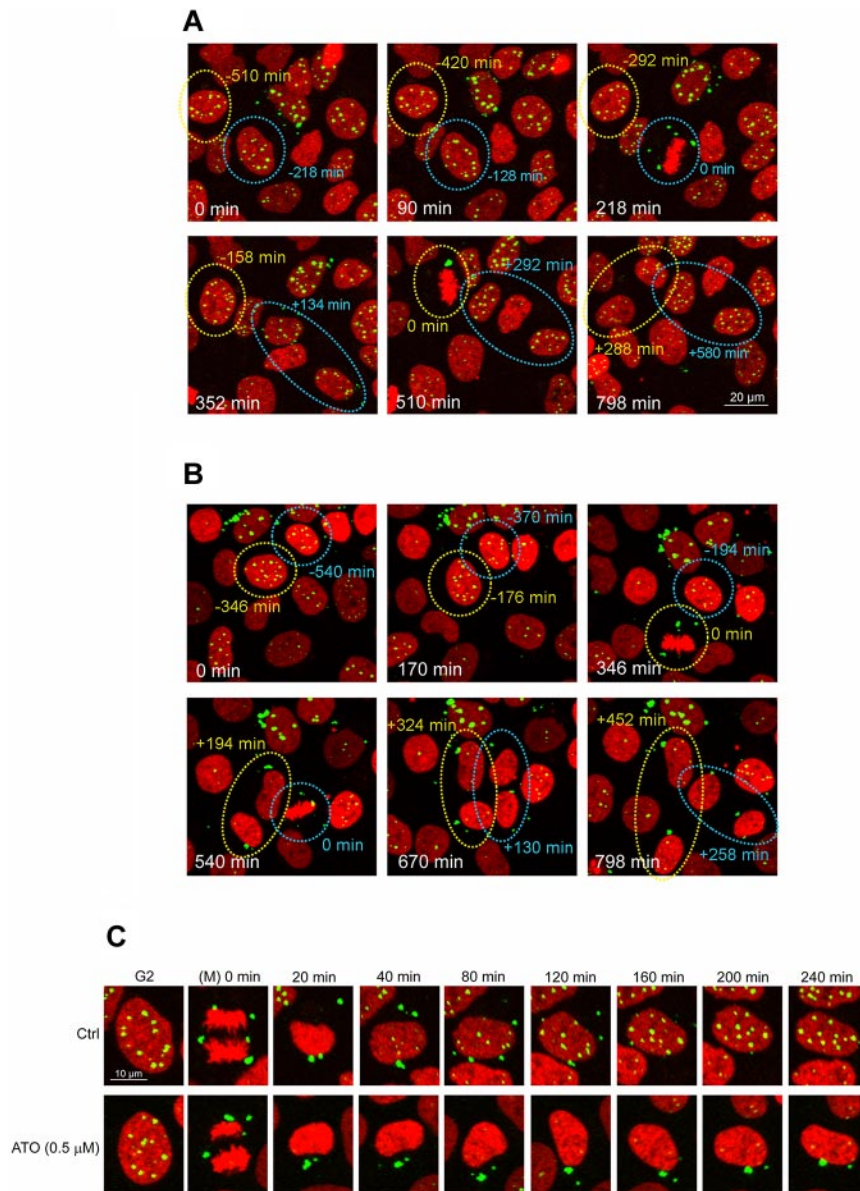 A
-510 min
-218 min
0 min
-420 min
-128 min
90 min
-292 min
0 min
218 min
-158 min
+134 min
352 min
+292 min
0 min
510 min
+288 min
+580 min
20 µm
798 min
B
-540 min
-346 min
0 min
-370 min
-176 min
170 min
-194 min
0 min
346 min
+194 min
0 min
540 min
+324 min
+130 min
670 min
+452 min
+258 min
798 min
C
G2 (M) 0 min 20 min 40 min 80 min 120 min 160 min 200 min 240 min
Ctrl
10 µm
ATO (0.5 µM)